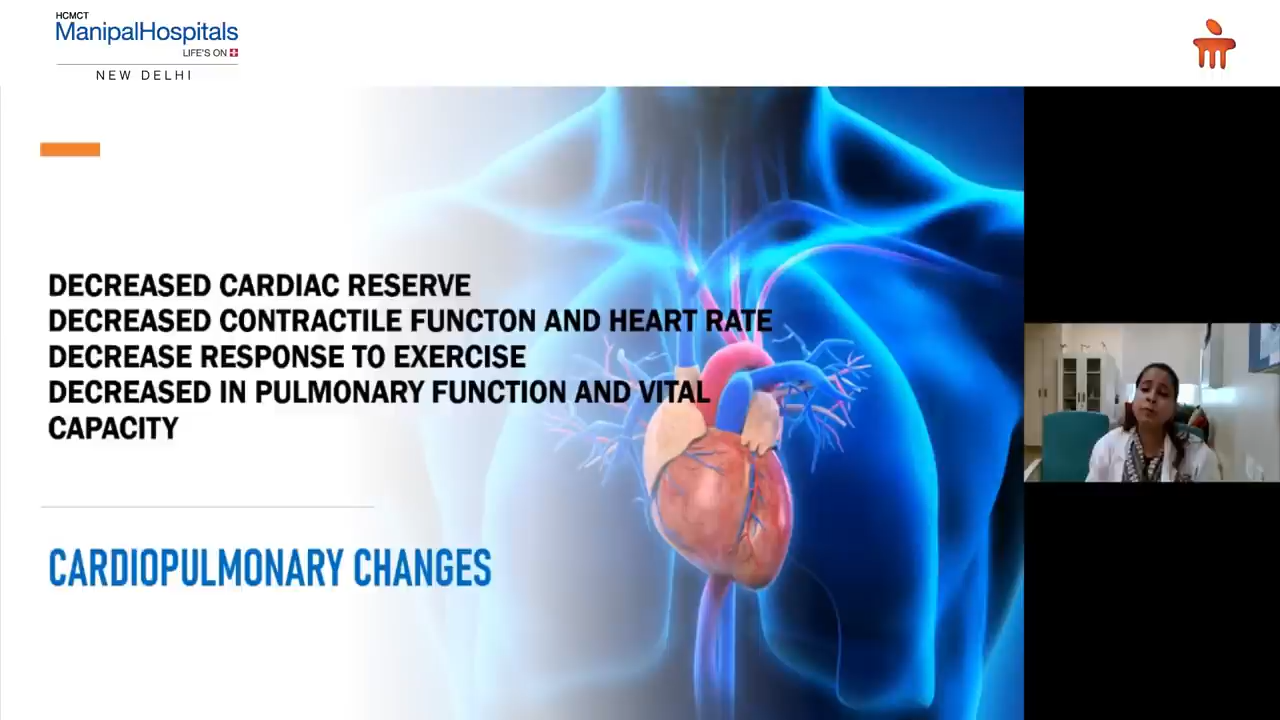 HCMCT
ManipalHospitals
LIFE'S ON
NEW DELHI
DECREASED CARDIAC RESERVE
DECREASED CONTRACTILE FUNCTON AND HEART RATE
DECREASE RESPONSE TO EXERCISE
DECREASED IN PULMONARY FUNCTION AND VITAL
CAPACITY
CARDIOPULMONARY CHANGES